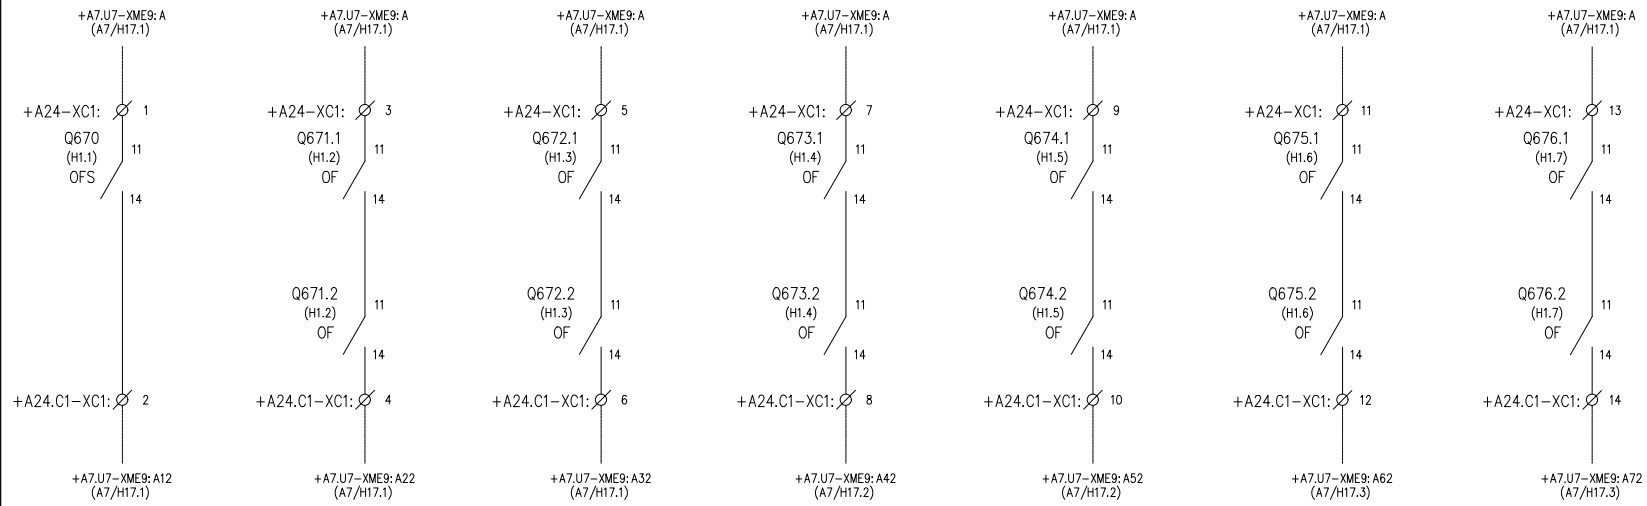 +A7.U7-XME9:A
(A7/H17.1)
+A24-XC1:
1
Q670
(H1.1)
OFS
11
14
+A24.C1-XC1:
2
+A7.U7-XME9:A12
(A7/H17.1)
+A7.U7-XME9:A
(A7/H17.1)
+A24-XC1:
3
Q671.1
(H1.2)
OF
11
14
Q671.2
(H1.2)
OF
11
14
+A24.C1-XC1:
4
+A7.U7-XME9:A22
(A7/H17.1)
+A7.U7-XME9:A
(A7/H17.1)
+A24-XC1:
5
Q672.1
(H1.3)
OF
11
14
Q672.2
(H1.3)
OF
11
14
+A24.C1-XC1:
6
+A7.U7-XME9:A32
(A7/H17.1)
+A7.U7-XME9:A
(A7/H17.1)
+A24-XC1:
7
Q673.1
(H1.4)
OF
11
14
Q673.2
(H1.4)
OF
11
14
+A24.C1-XC1:
8
+A7.U7-XME9:A42
(A7/H17.2)
+A7.U7-XME9:A
(A7/H17.1)
+A24-XC1:
9
Q674.1
(H1.5)
OF
11
14
Q674.2
(H1.5)
OF
11
14
+A24.C1-XC1:
10
+A7.U7-XME9:A52
(A7/H17.2)
+A7.U7-XME9:A
(A7/H17.1)
+A24-XC1:
11
Q675.1
(H1.6)
OF
11
14
Q675.2
(H1.6)
OF
11
14
+A24.C1-XC1:
12
+A7.U7-XME9:A62
(A7/H17.3)
+A7.U7-XME9:A
(A7/H17.1)
+A24-XC1:
13
Q676.1
(H1.7)
OF
11
14
Q676.2
(H1.7)
OF
11
14
+A24.C1-XC1:
14
+A7.U7-XME9:A72
(A7/H17.3)